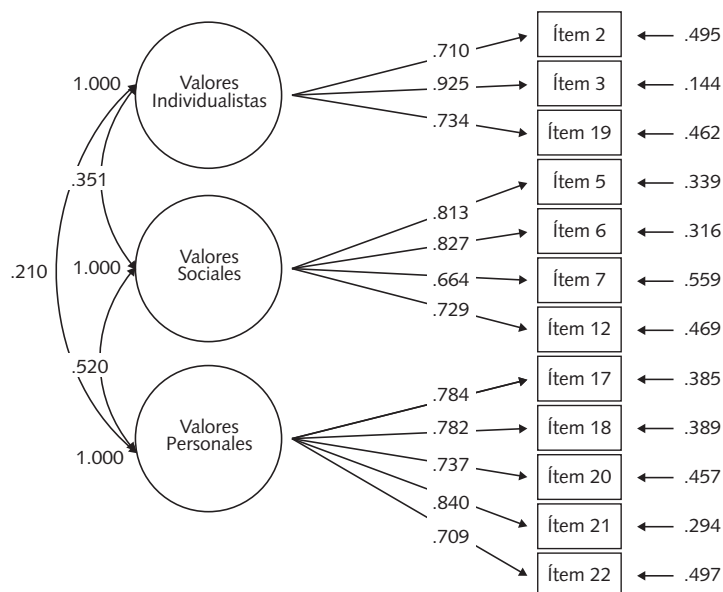 Ítem 2
.495
.710
1.000
Valores
Individualistas
.925
Ítem 3
.144
.734
Ítem 19
.462
.351
Ítem 5
.339
.813
.827
Ítem 6
.316
Valores
Sociales
1.000
.210
.664
Ítem 7
.559
.729
Ítem 12
.469
.520
Ítem 17
.385
.784
Valores
Personales
1.000
.782
Ítem 18
.389
.737
Ítem 20
.457
.840
Ítem 21
.294
.709
Ítem 22
.497